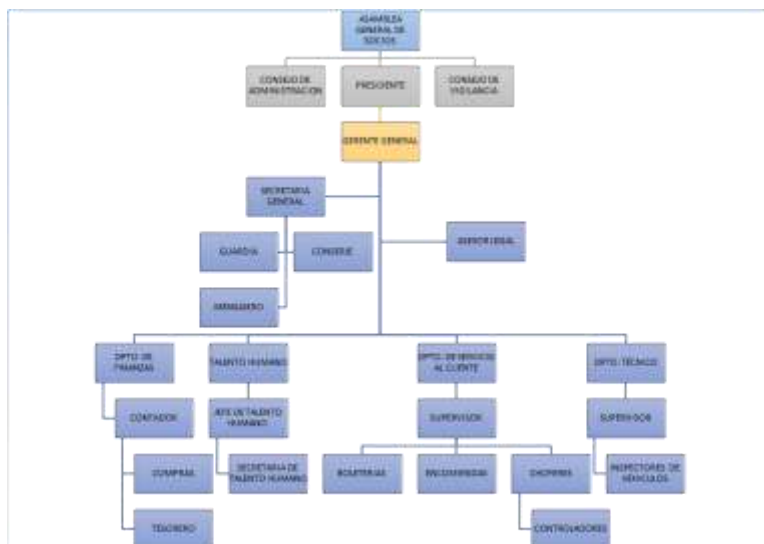 ASAMBLEA
GENERAL DE
SOCIOS
CONSEJO DE
ADMINISTRACION
PRESIDENTE
CONSEJO DE
VIGILANCIA
GERENTE GENERAL
SECRETARIA
GENERAL
GUARDIA
CONSERJE
ASESOR LEGAL
MENSAJERO
DPTO. DE
FINANZAS
TALENTO HUMANO
DPTO. DE SERVICIO
AL CLIENTE
DPTO. TECNICO
CONTADOR
JEFE DE TALENTO
HUMANO
SUPERVISOR
SUPERVISOR
COMPRAS
SECRETARIA DE
TALENTO HUMANO
BOLETERIAS
ENCOMIENDAS
CHOFERES
INSPECTORES DE
VEHICULOS
TESORERO
CONTROLADORES